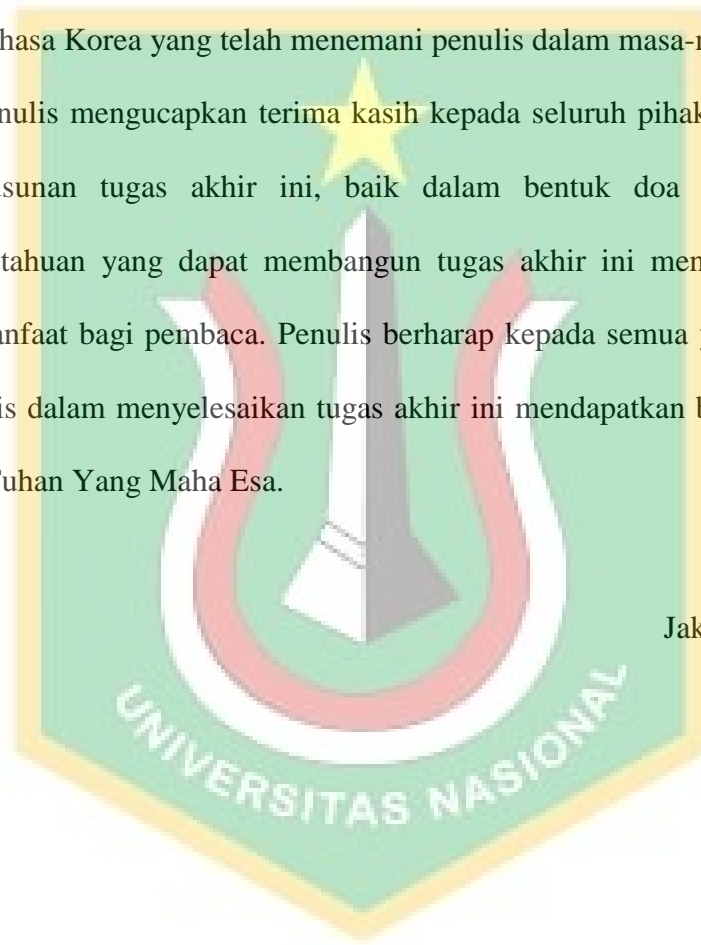 hasa Korea yang telah menemani penulis dalam masa-
nulis mengucapkan terima kasih kepada seluruh pihak
usunan tugas akhir ini, baik dalam bentuk doa
tahuan yang dapat membangun tugas akhir ini men
anfaat bagi pembaca. Penulis berharap kepada semua
is dalam menyelesaikan tugas akhir ini mendapatkan b
Tuhan Yang Maha Esa.
Jak
UNIVERSITAS NASIONAL